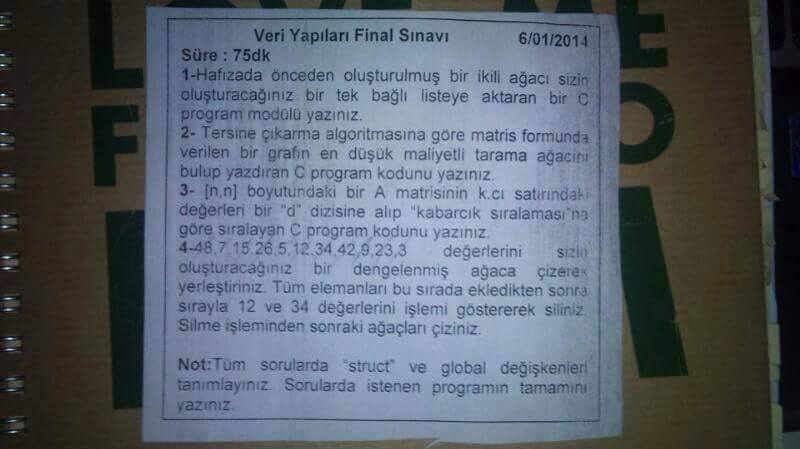 Veri Yapıları Final Sınavı 6/01/2014
Süre : 75dk
1-Hafızada önceden oluşturulmuş bir ikili ağacı sizin
oluşturacağınız bir tek bağlı listeye aktaran bir C
program modülü yazınız.
2- Tersine çıkarma algoritmasına göre matris formunda
verilen bir grafın en düşük maliyetli tarama ağacını
bulup yazdıran C program kodunu yazınız.
3- [n,n] boyutundaki bir A matrisinin k.cı satırındaki
değerleri bir "d" dizisine alıp "kabarcık sıralaması"na
göre sıralayan C program kodunu yazınız.
4-48,7,15,26,5,12,34,42,9,23,3 değerlerini sizin
oluşturacağınız bir dengelenmiş ağaca çizerek
yerleştiriniz. Tüm elemanları bu sırada ekledikten sonra
sırayla 12 ve 34 değerlerini işlemi göstererek siliniz.
Silme işleminden sonraki ağaçları çiziniz.
Not:Tüm sorularda "struct" ve global değişkenleri
tanımlayınız. Sorularda istenen programın tamamını
yazınız.